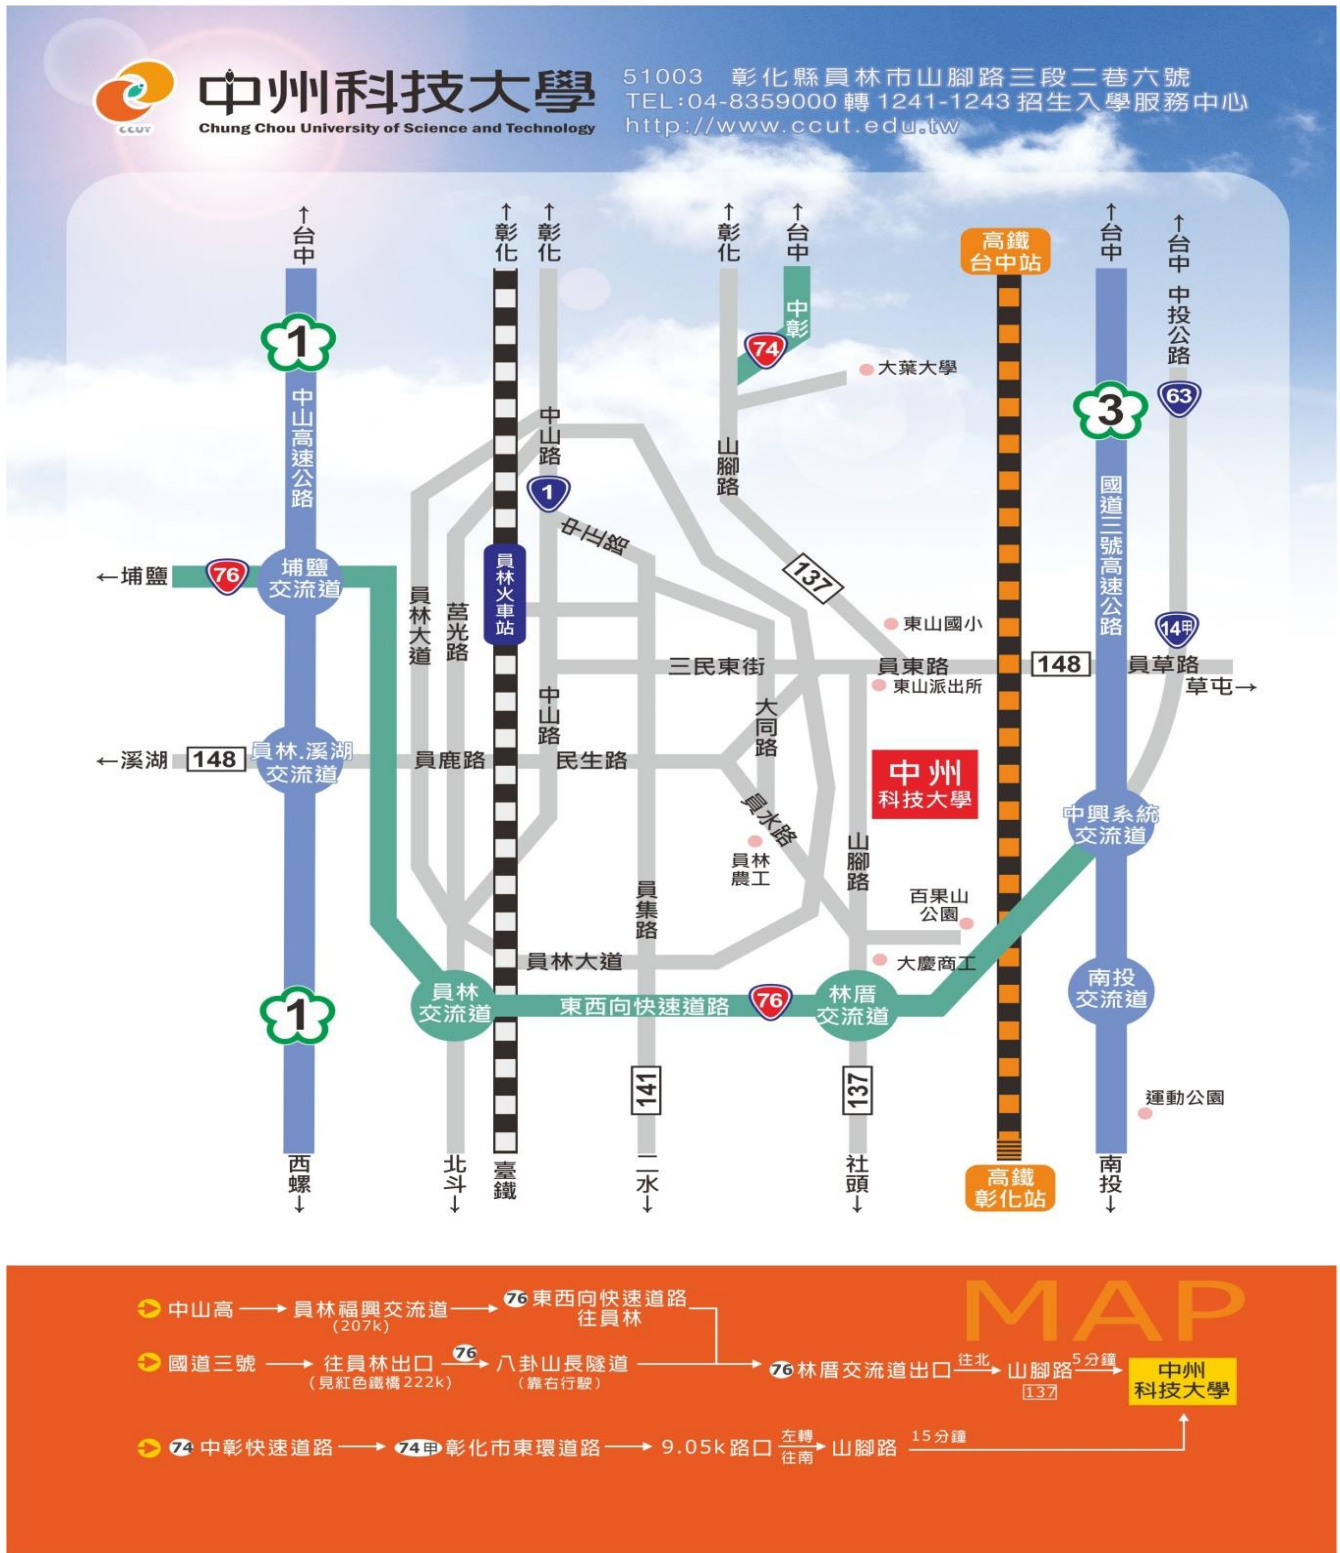 中州科技大學
Chung Chou University of Science and Technology
CCUT
51003 彰化縣員林市山腳路三段二巷六號
TEL:04-8359000 轉 1241-1243 招生入學服務中心
http://www.ccut.edu.tw
↑台中
↑彰化
↑彰化
↑彰化
↑台中
高鐵
台中站
↑台中
↑台中
中投公路
1
中山高速公路
中彰
74
大葉大學
63
3
中山路
山腳路
1
中正路
國道三號高速公路
←埔鹽
76
埔鹽
交流道
員林火車站
137
員林大道
莒光路
東山國小
14甲
三民東街
員東路
148
員草路
草屯→
東山派出所
中山路
大同路
←溪湖
148
員林.溪湖
交流道
員鹿路
民生路
中州
科技大學
員水路
中興系統
交流道
員林
農工
山腳路
員集路
百果山
公園
員林大道
大慶商工
1
員林
交流道
東西向快速道路
76
林厝
交流道
南投
交流道
141
137
運動公園
西螺↓
北斗↓
臺鐵
二水↓
社頭↓
高鐵
彰化站
南投↓
MAP
中山高
員林福興交流道
(207k)
76 東西向快速道路
往員林
國道三號
往員林出口
(見紅色鐵橋222k)
76
八卦山長隧道
(靠右行駛)
76 林厝交流道出口
往北
山腳路
137
5分鐘
中州
科技大學
74 中彰快速道路
74甲 彰化市東環道路
9.05k 路口
左轉
往南
山腳路
15分鐘